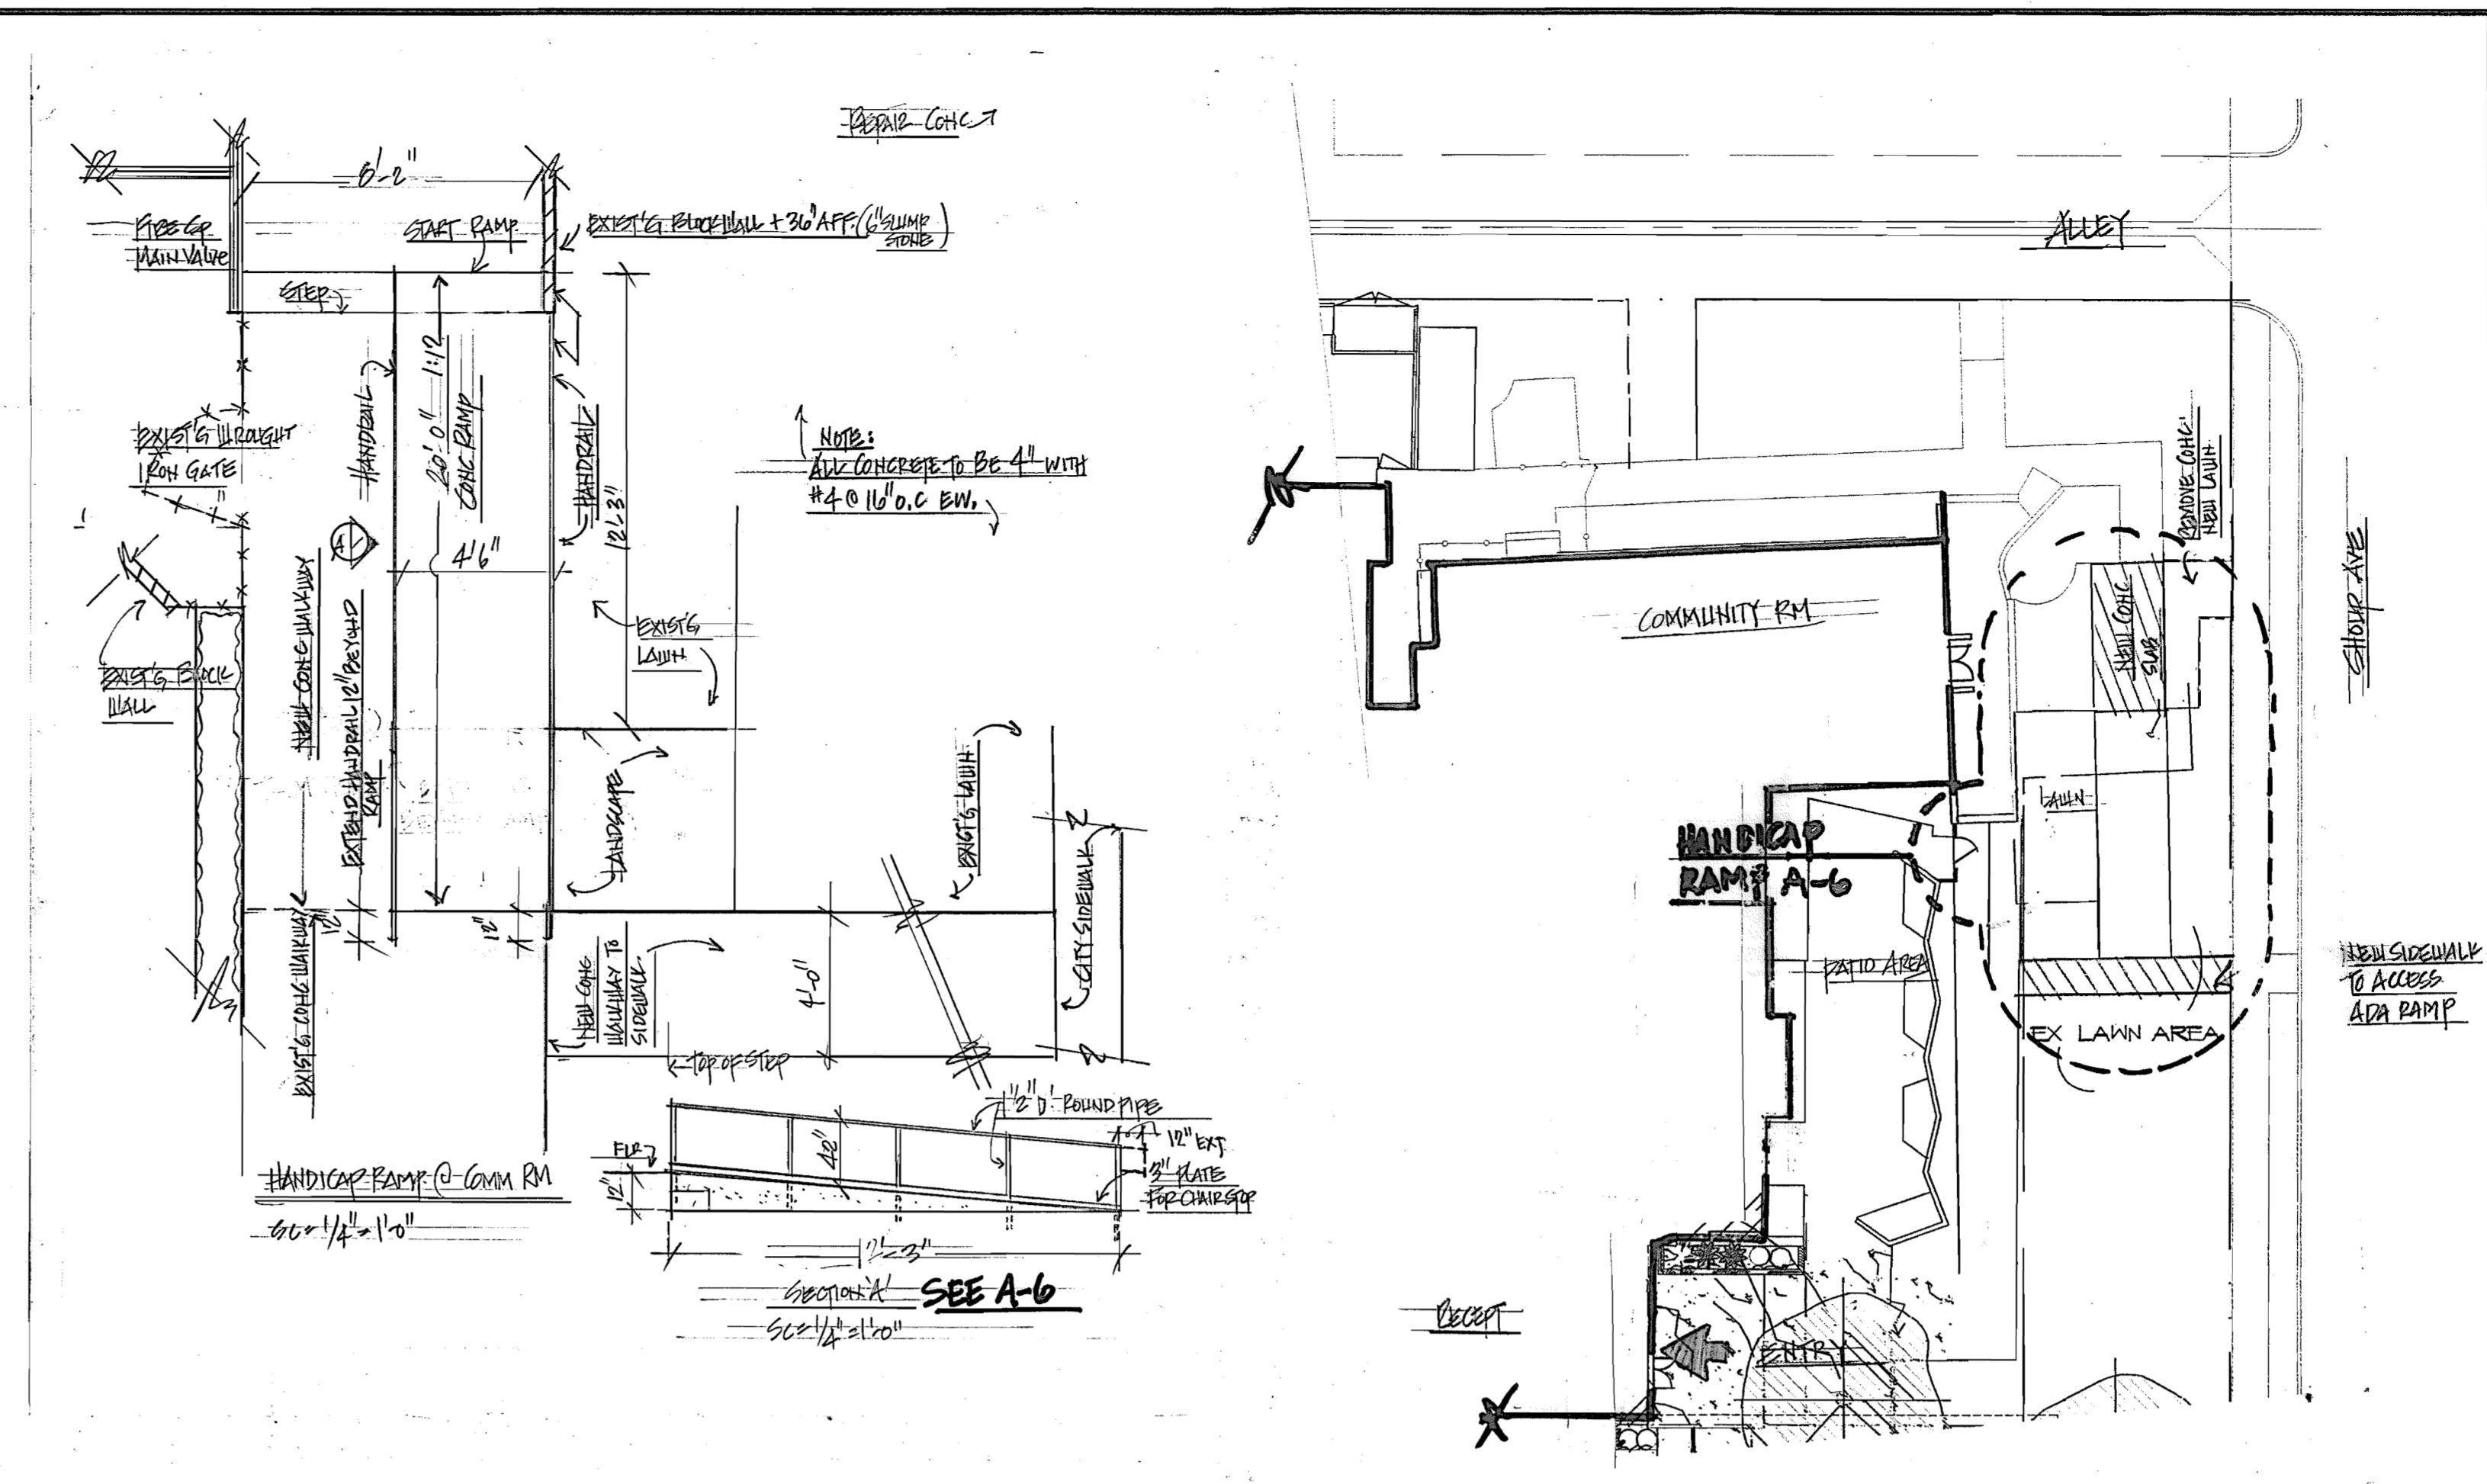 REPAIR CONC
8'-2"
FIRE SP
MAIN VALVE
START RAMP
EXIST'G BLOCK WALL + 36" AFF. (6" SLUMP
STONE)
STEP
HANDRAIL
20'-0" 1:12
CONC RAMP
HANDRAIL
12'-3"
EXIST'G WROUGHT
IRON GATE
NOTE:
ALL CONCRETE TO BE 4" WITH
#4 @ 16" O.C EW.
A
4'6"
NEW CONC WALKWAY
EXTEND HANDRAIL 12" BEYOND
RAMP
EXIST'G
LAWN
EXIST'G BLOCK
WALL
LANDSCAPE
EXIST'G LAWN
CITY SIDEWALK
12"
12"
EXIST'G CONC WALKWAY
NEW CONC
WALKWAY TO
SIDEWALK
4'-0"
TOP OF STEP
1 1/2" D. ROUND PIPE
12" EXT.
FLR
42"
12"
3" PLATE
FOR CHAIR STOP
12'-3"
HANDICAP RAMP @ COMM RM
SC = 1/4" = 1'-0"
SECTION 'A' SEE A-6
SC = 1/4" = 1'-0"
ALLEY
REMOVE CONC.
NEW LAWN
SHOUP AVE
COMMUNITY RM
NEW CONC
SLAB
LAWN
HANDICAP
RAMP A-6
PATIO AREA
NEW SIDEWALK
TO ACCESS
ADA RAMP
EX LAWN AREA
RECEPT
ENTRY